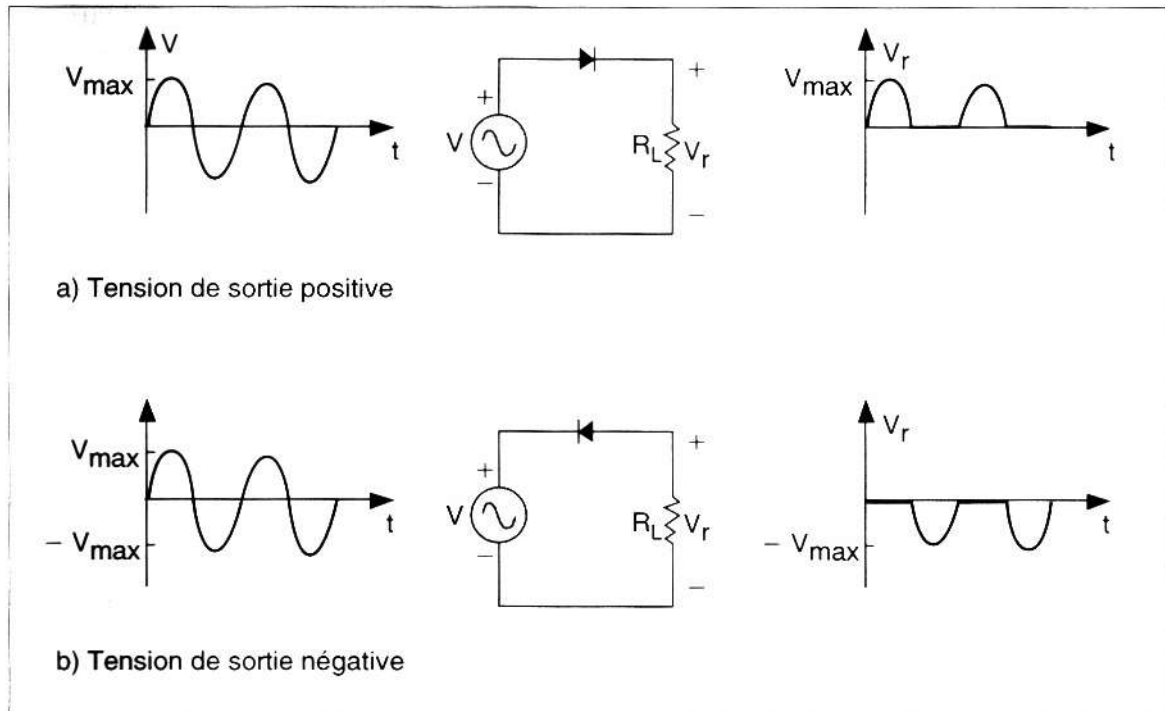 V
Vmax
t
+
V
−
RL
+
Vr
−
Vr
Vmax
t
a) Tension de sortie positive
Vmax
− Vmax
t
+
V
−
RL
+
Vr
−
Vr
− Vmax
t
b) Tension de sortie négative